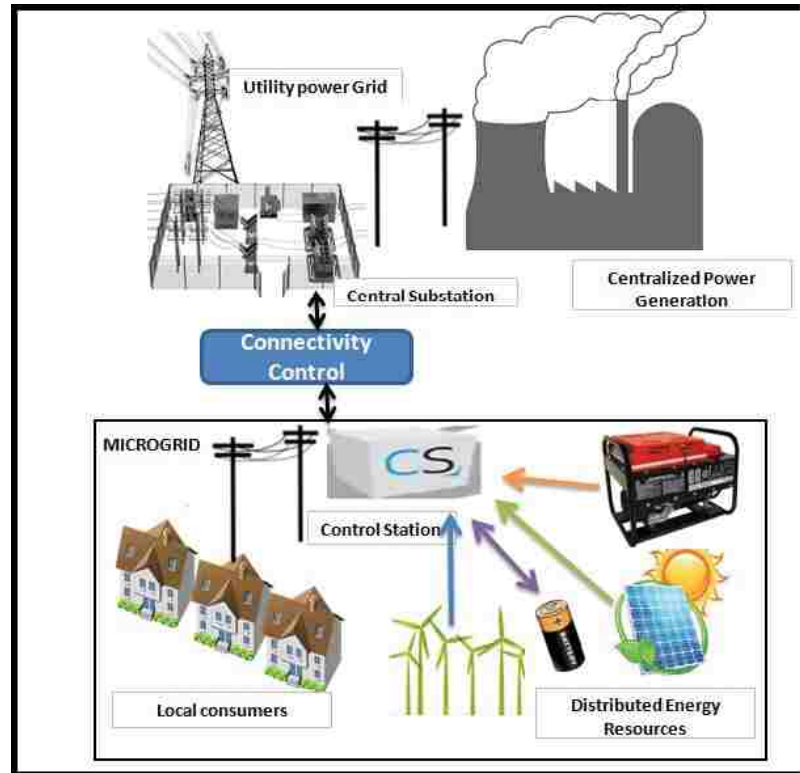 Utility power Grid
Centralized Power
Generation
Central Substation
Connectivity
Control
MICROGRID
CS
Control Station
BATTERY
Local consumers
Distributed Energy
Resources